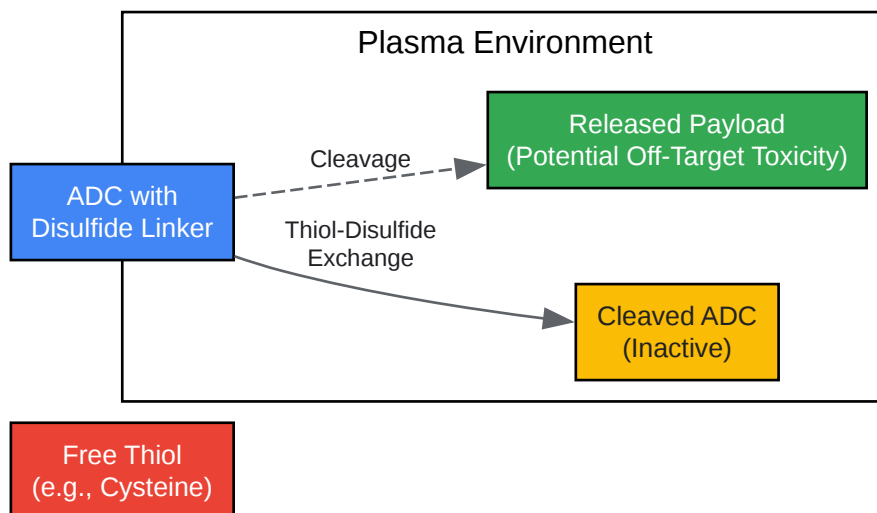 Plasma Environment
Released Payload
(Potential Off-Target Toxicity)
Cleavage
ADC with
Disulfide Linker
Thiol-Disulfide
Exchange
Cleaved ADC
(Inactive)
Free Thiol
(e.g., Cysteine)